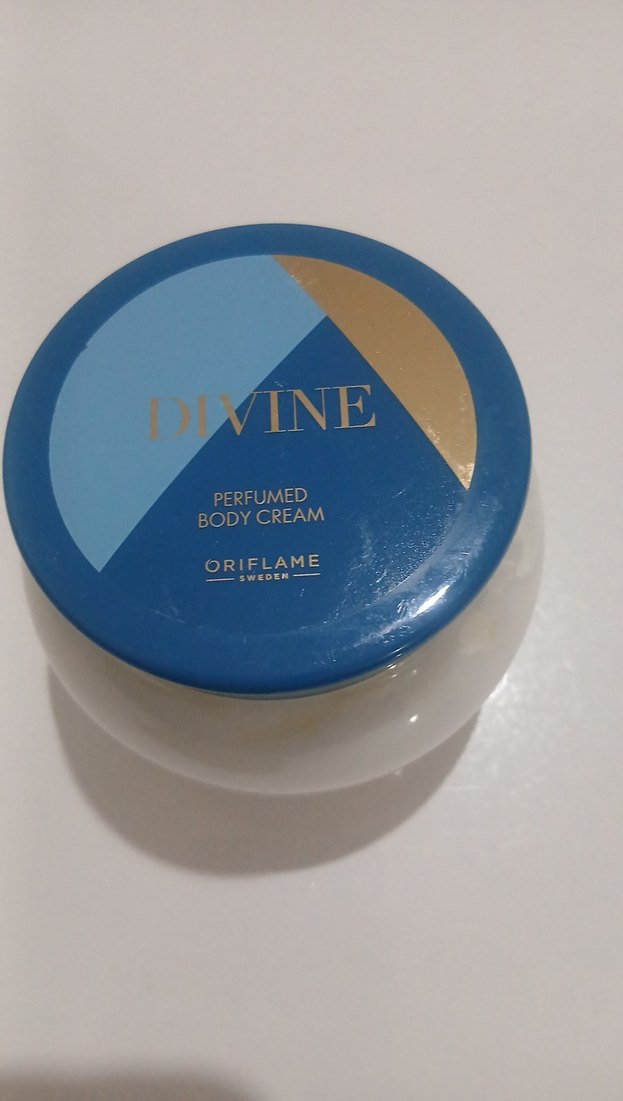 DIVINE
PERFUMED
BODY CREAM
ORIFLAME
SWEDEN